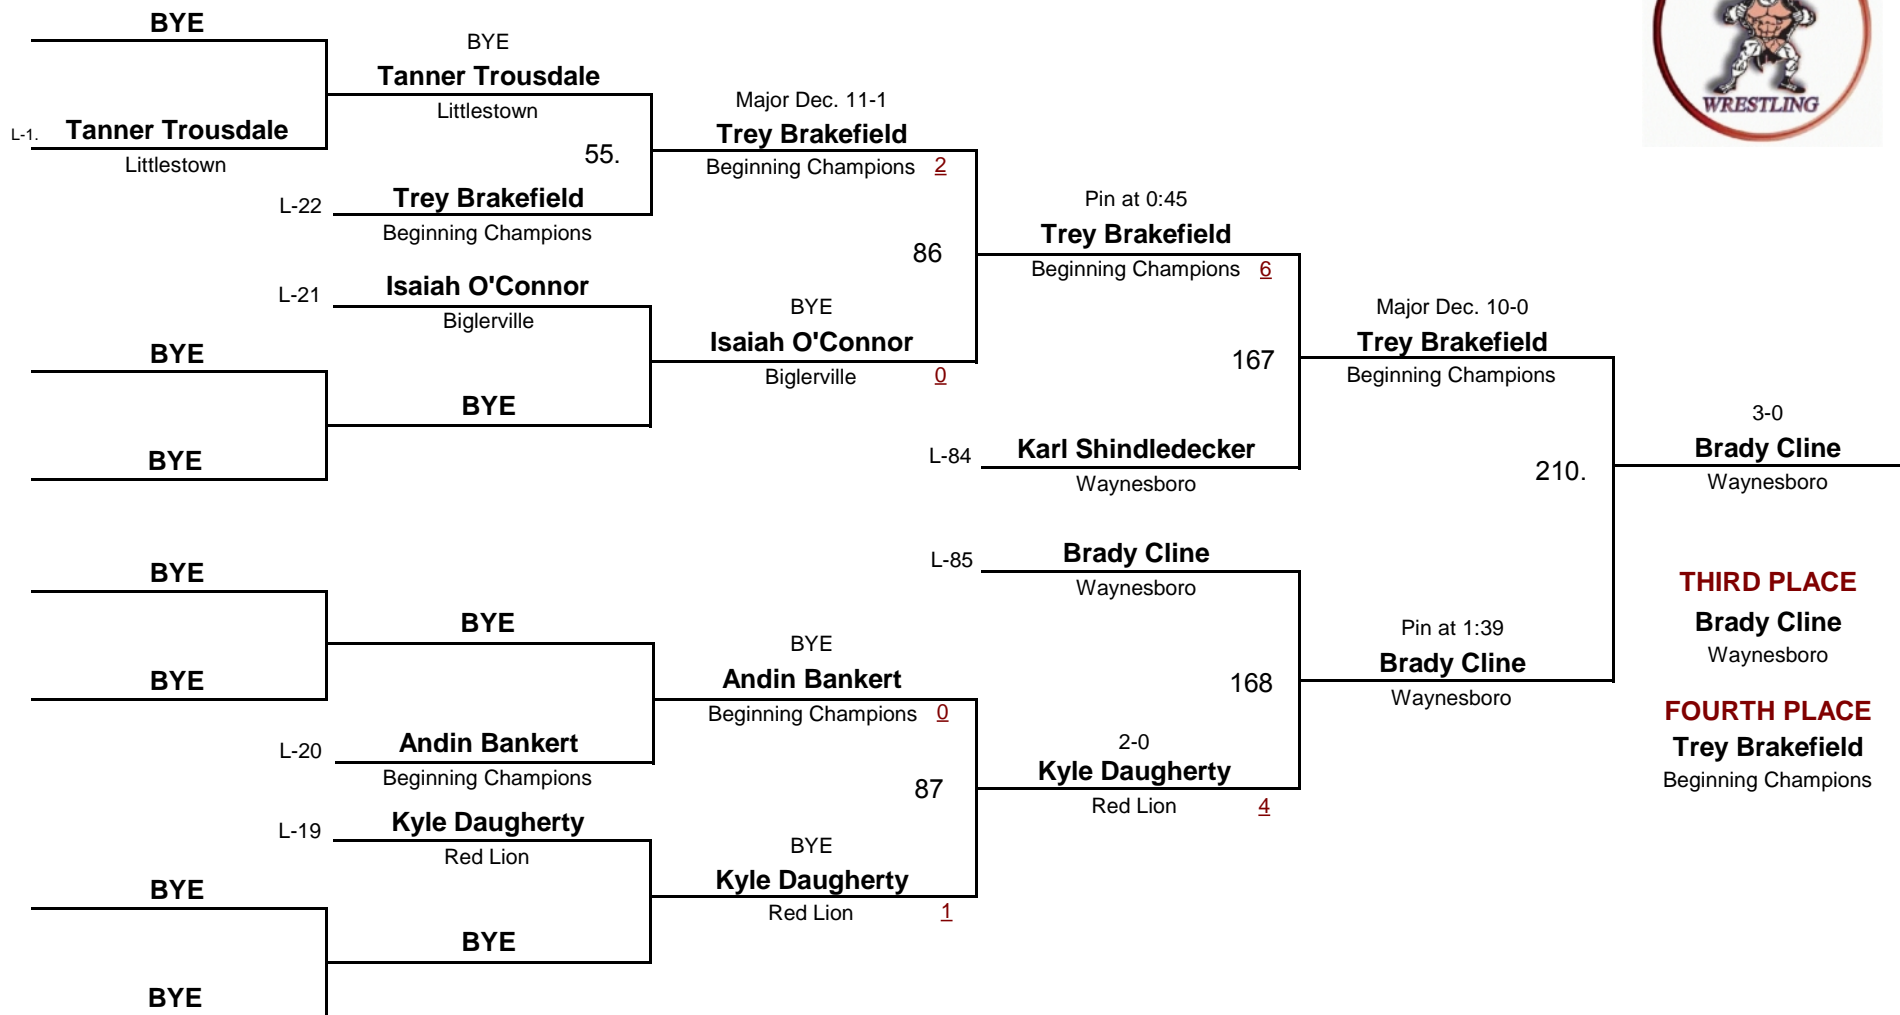 BYE
BYE
Tanner Trousdale
Littlestown
L-1.
Tanner Trousdale
Littlestown
55.
L-22
Trey Brakefield
Beginning Champions
Major Dec. 11-1
Trey Brakefield
Beginning Champions 2
86
L-21
Isaiah O'Connor
Biglerville
BYE
BYE
BYE
BYE
Isaiah O'Connor
Biglerville 0
Pin at 0:45
Trey Brakefield
Beginning Champions 6
167
L-84
Karl Shindledecker
Waynesboro
Major Dec. 10-0
Trey Brakefield
Beginning Champions
210.
3-0
Brady Cline
Waynesboro
WRESTLING
BYE
BYE
BYE
L-20
Andin Bankert
Beginning Champions
BYE
Andin Bankert
Beginning Champions 0
87
L-19
Kyle Daugherty
Red Lion
BYE
BYE
BYE
BYE
Kyle Daugherty
Red Lion 1
L-85
Brady Cline
Waynesboro
168
2-0
Kyle Daugherty
Red Lion 4
Pin at 1:39
Brady Cline
Waynesboro
THIRD PLACE
Brady Cline
Waynesboro
FOURTH PLACE
Trey Brakefield
Beginning Champions